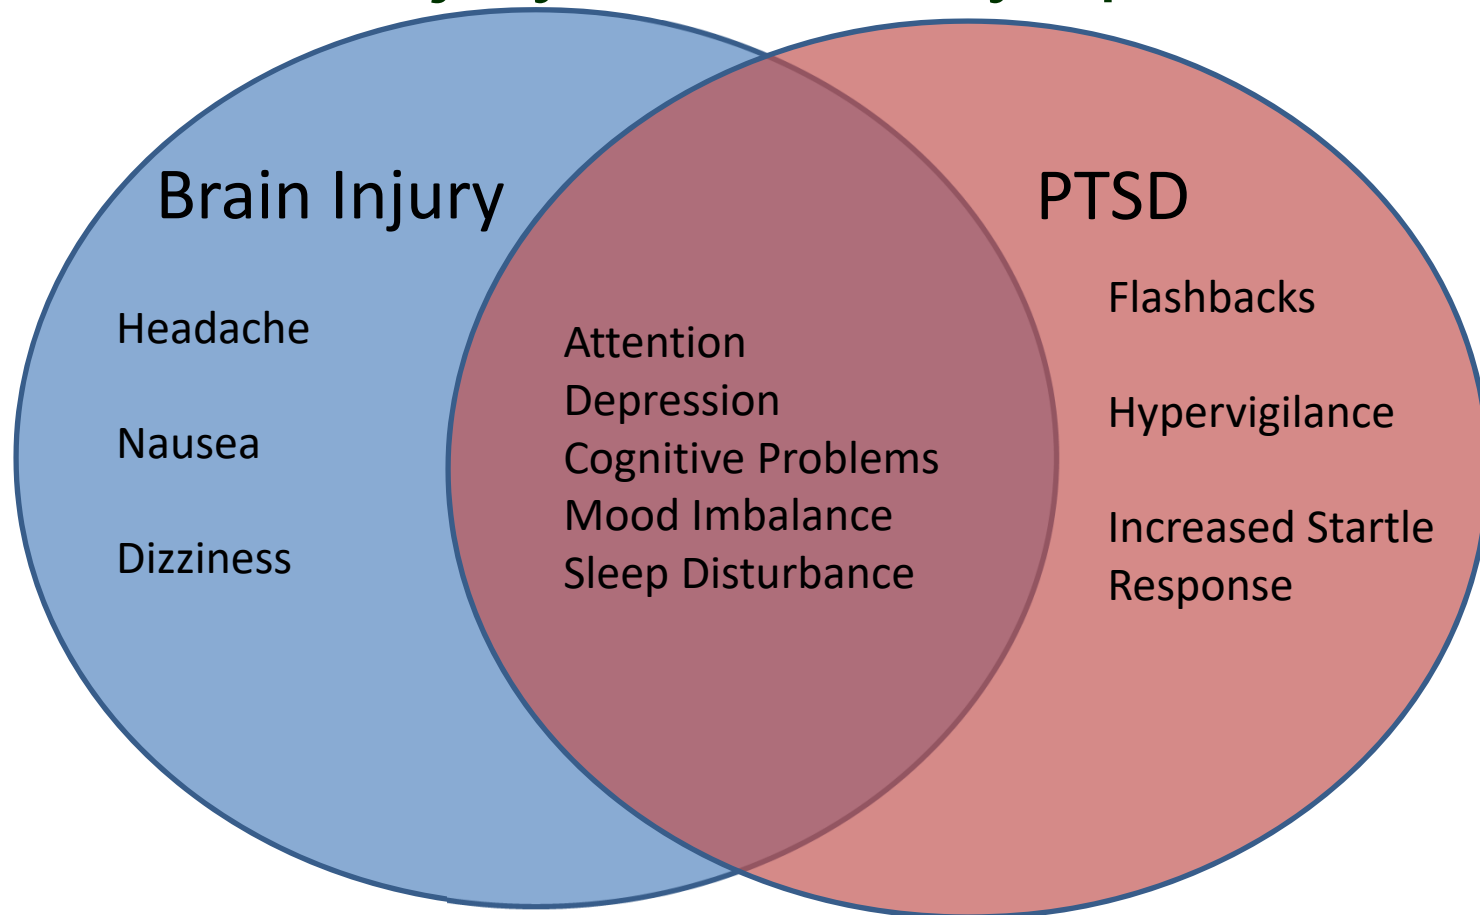 Brain Injury
Headache
Nausea
Dizziness
Attention
Depression
Cognitive Problems
Mood Imbalance
Sleep Disturbance
PTSD
Flashbacks
Hypervigilance
Increased Startle
Response